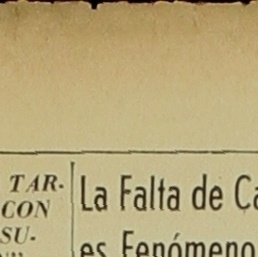 TAR-
CON
SU-
La Falta de Ca
es Fenómeno